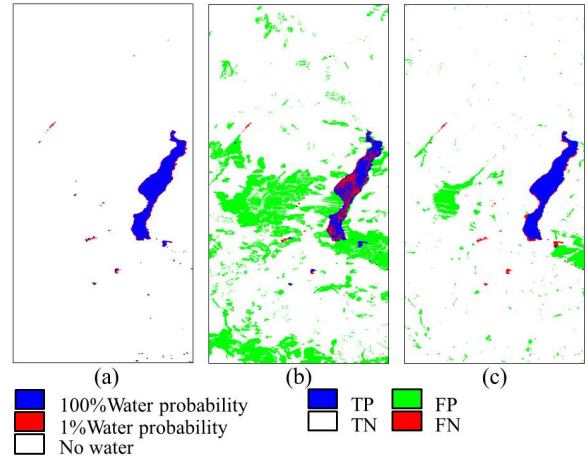 (a) (b) (c)
100%Water probability TP FP
1%Water probability TN FN
No water